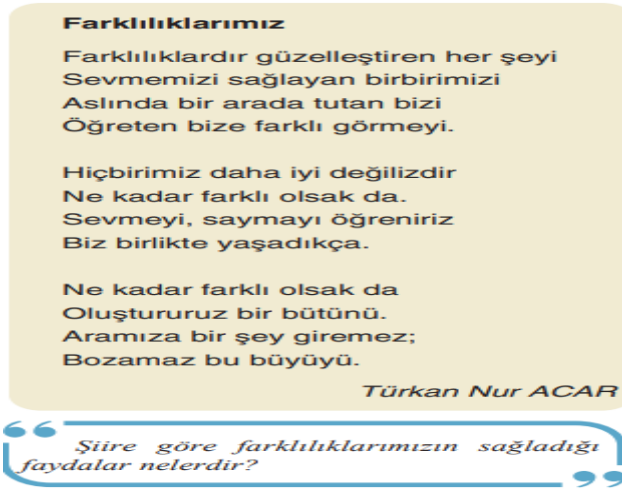 Farklılıklarımız
Farklılıklardır güzelleştiren her şeyi
Sevmemizi sağlayan birbirimizi
Aslında bir arada tutan bizi
Öğreten bize farklı görmeyi.
Hiçbirimiz daha iyi değilizdir
Ne kadar farklı olsak da.
Sevmeyi, saymayı öğreniriz
Biz birlikte yaşadıkça.
Ne kadar farklı olsak da
Oluştururuz bir bütünü.
Aramıza bir şey giremez;
Bozamaz bu büyüyü.
Türkan Nur ACAR
Şiire göre farklılıklarımızın sağladığı
faydalar nelerdir?